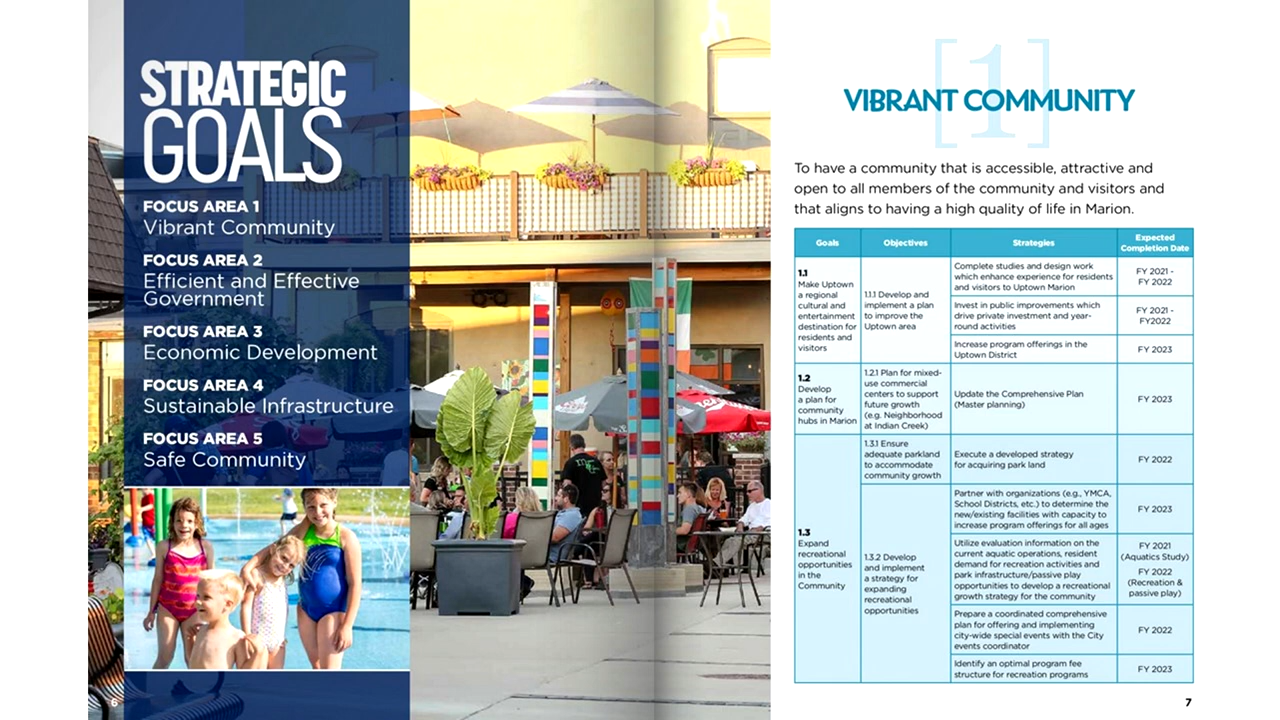 STRATEGIC
GOALS
FOCUS AREA 1
Vibrant Community
FOCUS AREA 2
Efficient and Effective
Government
FOCUS AREA 3
Economic Development
FOCUS AREA 4
Sustainable Infrastructure
FOCUS AREA 5
Safe Community
6
[1]
VIBRANT COMMUNITY
To have a community that is accessible, attractive and
open to all members of the community and visitors and
that aligns to having a high quality of life in Marion.
Goals
Objectives
Strategies
Expected
Completion Date
1.1
Make Uptown
a regional
cultural and
entertainment
destination for
residents and
visitors
1.1.1 Develop and
implement a plan
to improve the
Uptown area
Complete studies and design work
which enhance experience for residents
and visitors to Uptown Marion
FY 2021 -
FY 2022
Invest in public improvements which
drive private investment and year-
round activities
FY 2021 -
FY2022
Increase program offerings in the
Uptown District
FY 2023
1.2
Develop
a plan for
community
hubs in Marion
1.2.1 Plan for mixed-
use commercial
centers to support
future growth
(e.g. Neighborhood
at Indian Creek)
Update the Comprehensive Plan
(Master planning)
FY 2023
1.3
Expand
recreational
opportunities
in the
Community
1.3.1 Ensure
adequate parkland
to accommodate
community growth
Execute a developed strategy
for acquiring park land
FY 2022
1.3.2 Develop
and implement
a strategy for
expanding
recreational
opportunities
Partner with organizations (e.g., YMCA,
School Districts, etc.) to determine the
new/existing facilities with capacity to
increase program offerings for all ages
FY 2023
Utilize evaluation information on the
current aquatic operations, resident
demand for recreation activities and
park infrastructure/passive play
opportunities to develop a recreational
growth strategy for the community
FY 2021
(Aquatics Study)
FY 2022
(Recreation &
passive play)
Prepare a coordinated comprehensive
plan for offering and implementing
city-wide special events with the City
events coordinator
FY 2022
Identify an optimal program fee
structure for recreation programs
FY 2023
7